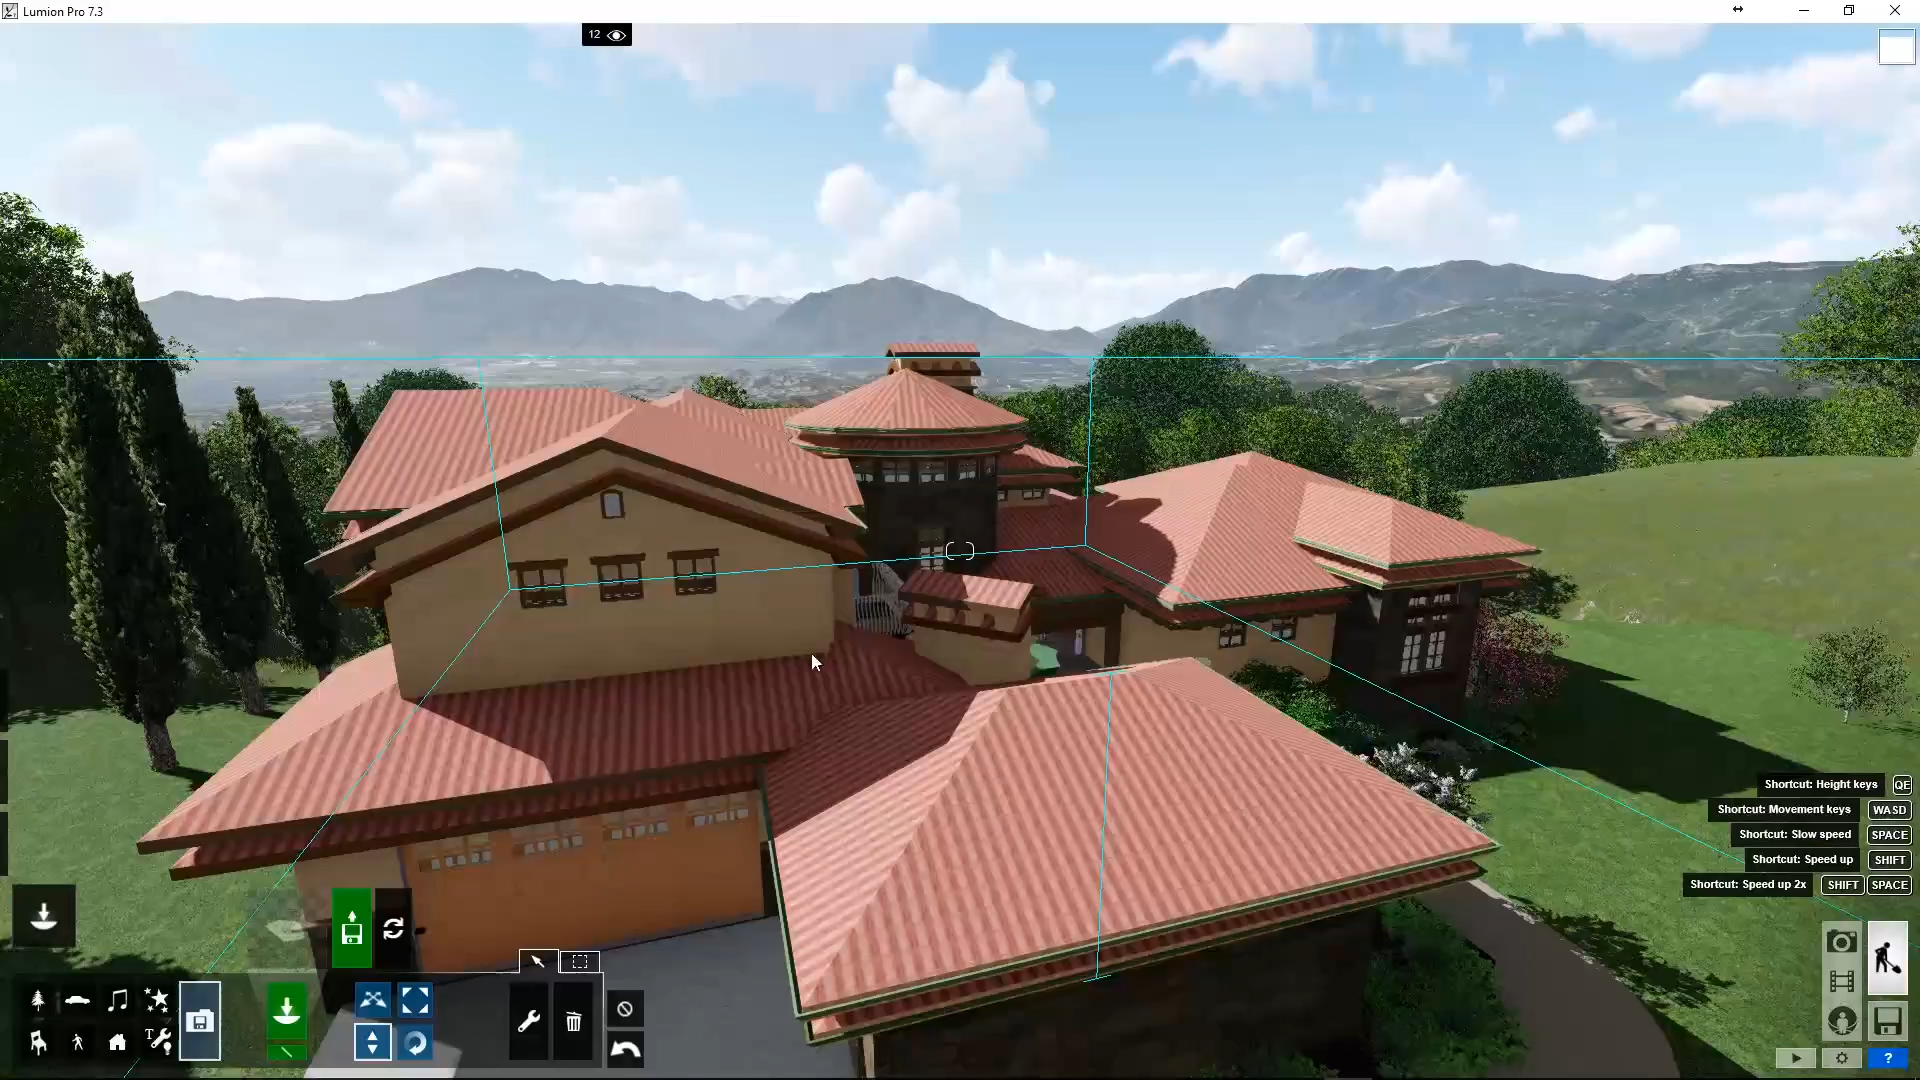 Lumion Pro 7.3
12
Shortcut: Height keys QE
Shortcut: Movement keys WASD
Shortcut: Slow speed SPACE
Shortcut: Speed up SHIFT
Shortcut: Speed up 2x SHIFT SPACE
T
?